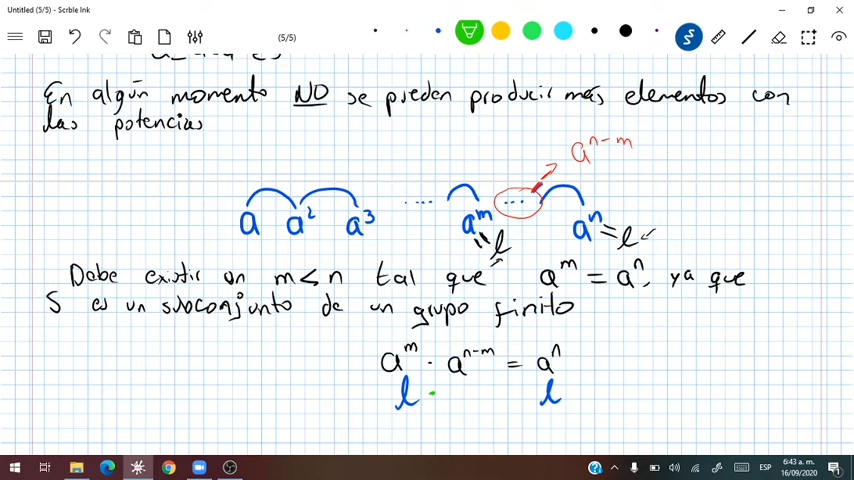 Untitled (5/5) - Scrble Ink
(5/5)
En algún momento NO se pueden producir más elementos con
las potencias
a^{n-m}
a a² a³ .... a^m ... a^n
l l
Debe existir un m<n tal que a^m = a^n, ya que
S es un subconjunto de un grupo finito
a^m · a^{n-m} = a^n
l · l
ESP
6:43 a. m.
16/09/2020